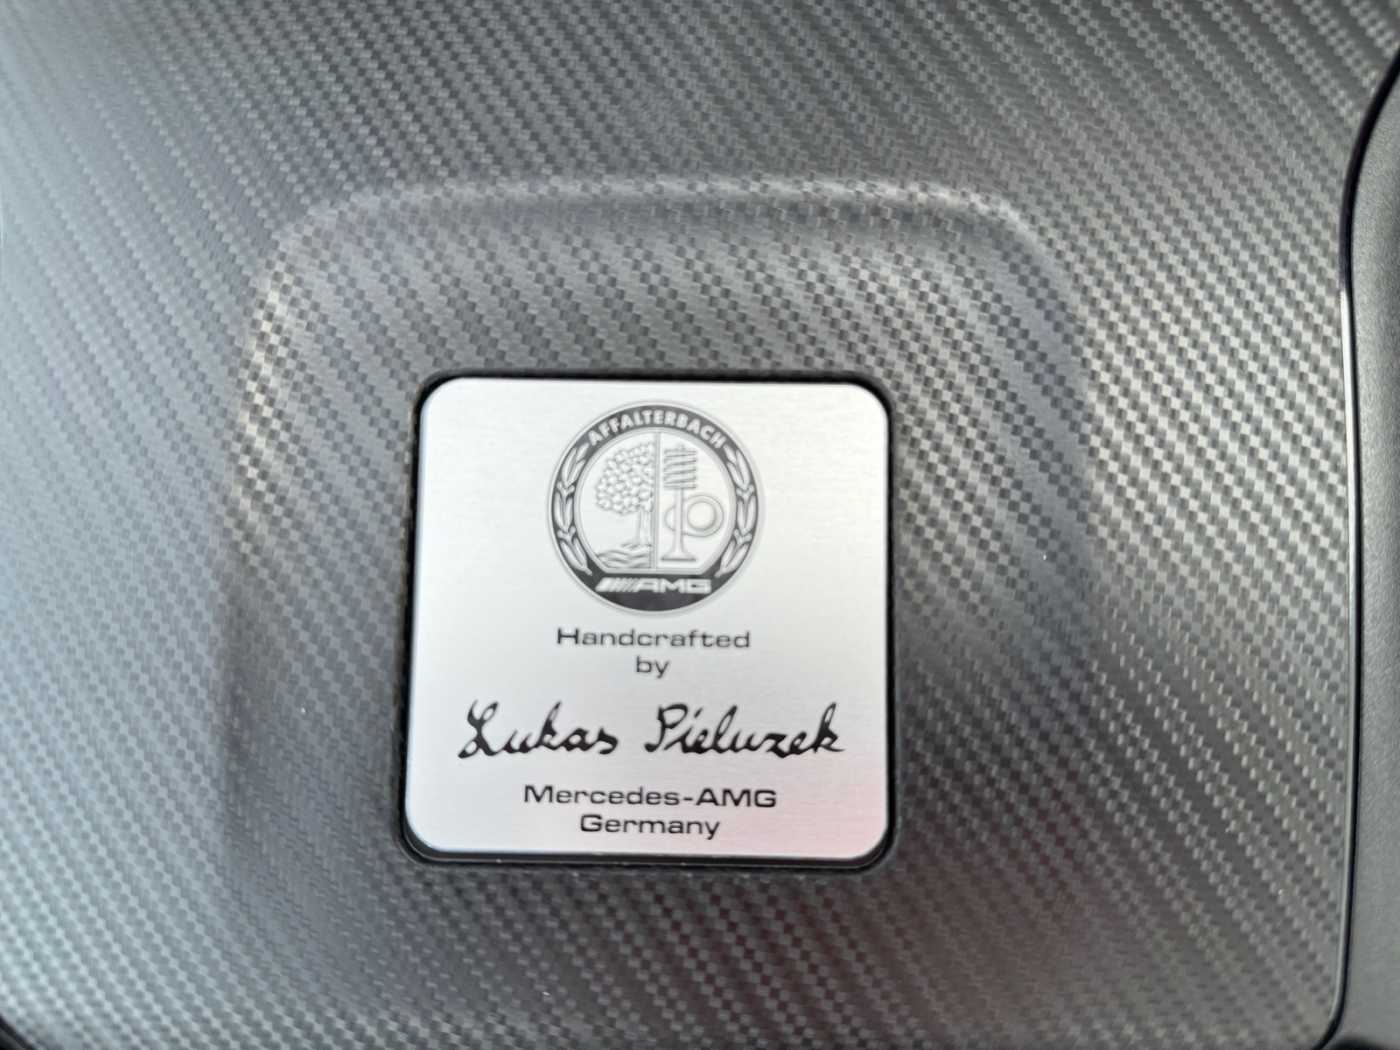 AFFALTERBACH
AMG
Handcrafted
by
Lukas Pieluzek
Mercedes-AMG
Germany